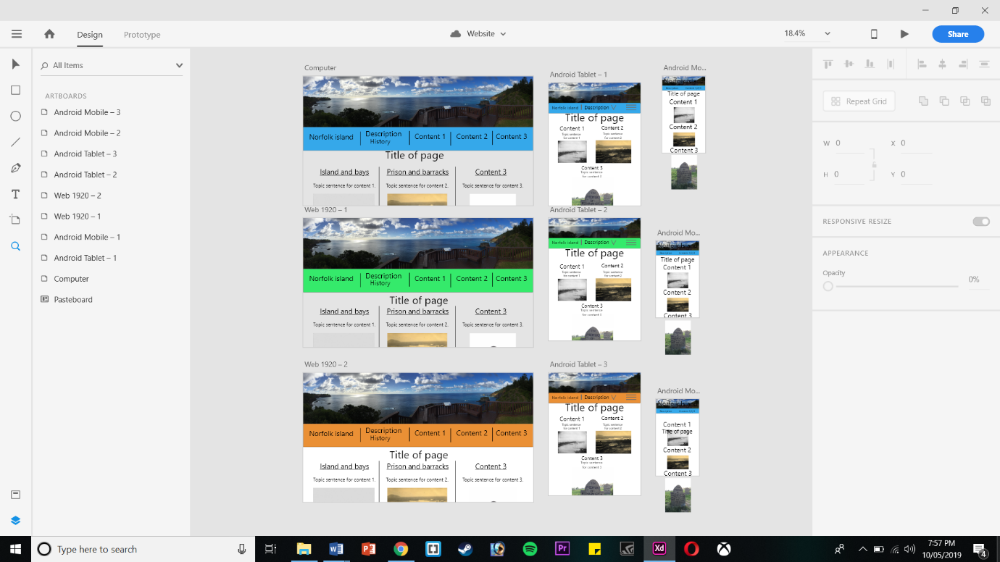 Design
Prototype
Website
18.4%
Share
All Items
ARTBOARDS
Android Mobile – 3
Android Mobile – 2
Android Tablet – 3
Android Tablet – 2
Web 1920 – 2
Web 1920 – 1
Android Mobile – 1
Android Tablet – 1
Computer
Pasteboard
Computer
Norfolk island
Description
History
Content 1
Content 2
Content 3
Title of page
Island and bays
Prison and barracks
Content 3
Topic sentence for content 1.
Topic sentence for content 2.
Topic sentence for content 3.
Web 1920 – 1
Norfolk island
Description
History
Content 1
Content 2
Content 3
Title of page
Island and bays
Prison and barracks
Content 3
Topic sentence for content 1.
Topic sentence for content 2.
Topic sentence for content 3.
Web 1920 – 2
Norfolk island
Description
History
Content 1
Content 2
Content 3
Title of page
Island and bays
Prison and barracks
Content 3
Topic sentence for content 1.
Topic sentence for content 2.
Topic sentence for content 3.
Android Tablet – 1
Norfolk island
Description
Title of page
Content 1
Topic sentence
for content 1
Content 2
Topic sentence
for content 2
Content 3
Topic sentence
for content 3
Android Tablet – 2
Norfolk island
Description
Title of page
Content 1
Topic sentence
for content 1
Content 2
Topic sentence
for content 2
Content 3
Topic sentence
for content 3
Android Tablet – 3
Norfolk island
Description
Title of page
Content 1
Topic sentence
for content 1
Content 2
Topic sentence
for content 2
Content 3
Topic sentence
for content 3
Android Mo...
Title of page
Content 1
Content 2
Content 3
Android Mo...
Norfolk island
Title of page
Content 1
Content 2
Content 3
Android Mo...
Norfolk island
Content 1
Title of page
Content 2
Content 3
Repeat Grid
W 0
X 0
H 0
Y 0
RESPONSIVE RESIZE
APPEARANCE
Opacity
0%
Type here to search
Pr
Xd
7:57 PM
10/05/2019
4